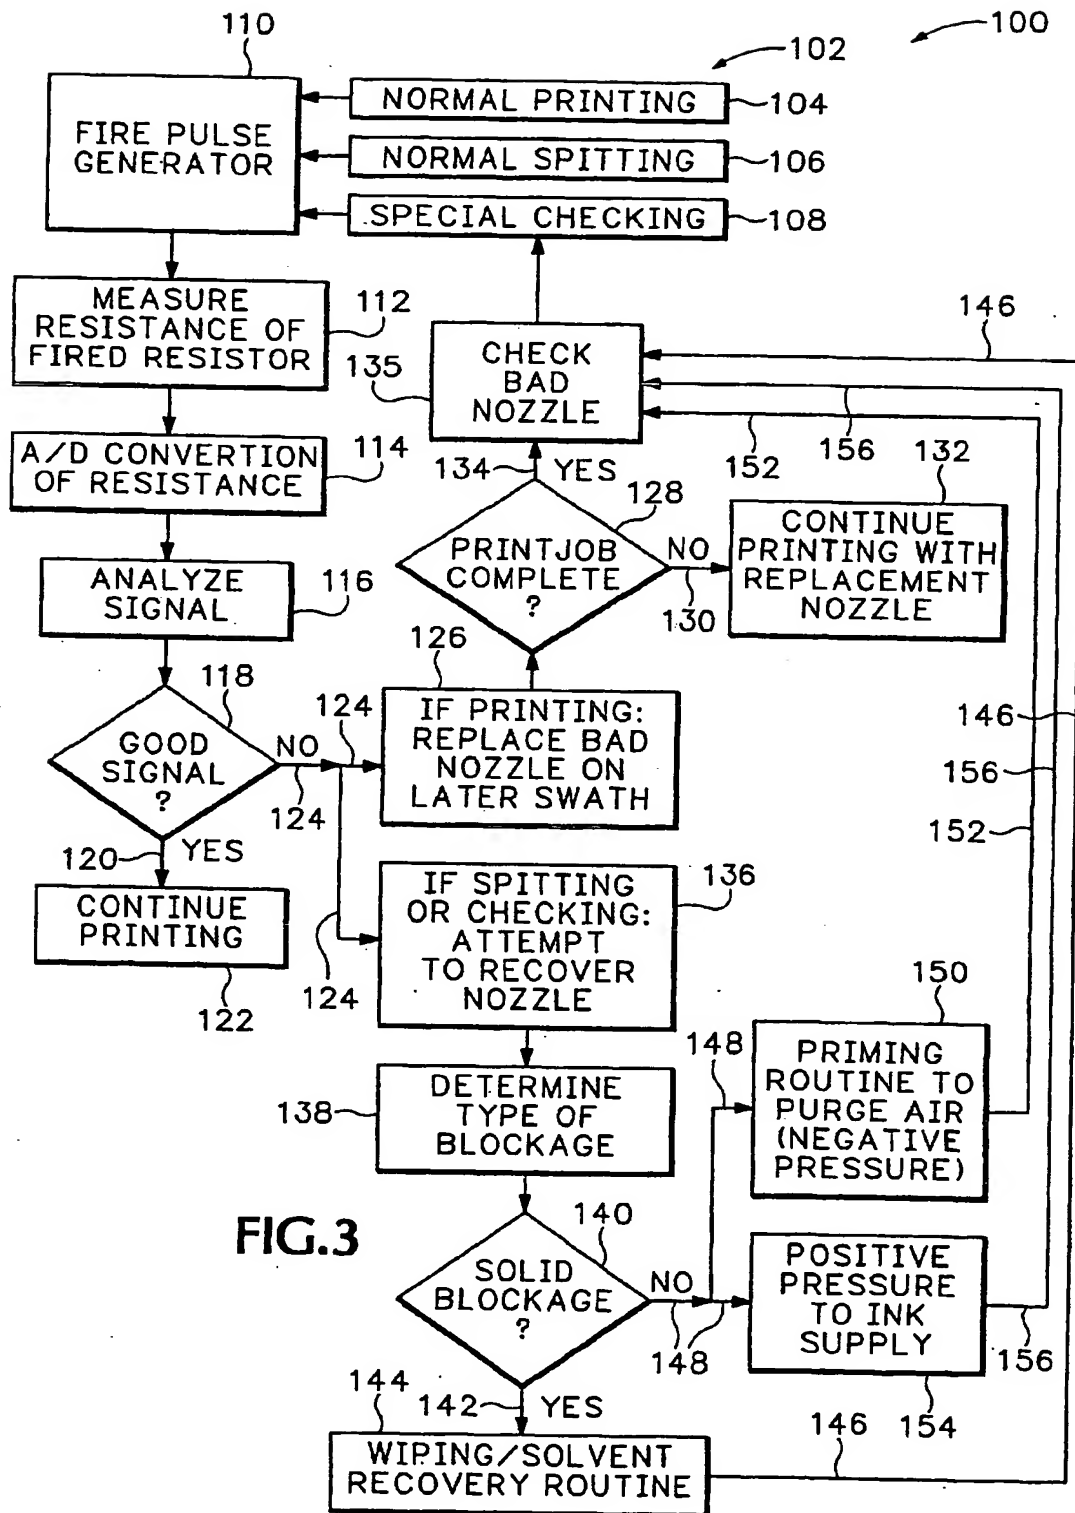 100
102
110
FIRE PULSE
GENERATOR
NORMAL PRINTING
104
NORMAL SPITTING
106
SPECIAL CHECKING
108
MEASURE
RESISTANCE OF
FIRED RESISTOR
112
A/D CONVERTION
OF RESISTANCE
114
ANALYZE
SIGNAL
116
GOOD
SIGNAL
?
118
NO
124
124
124
YES
120
CONTINUE
PRINTING
122
CHECK
BAD
NOZZLE
135
146
156
152
134
YES
PRINTJOB
COMPLETE
?
128
NO
130
CONTINUE
PRINTING WITH
REPLACEMENT
NOZZLE
132
126
IF PRINTING:
REPLACE BAD
NOZZLE ON
LATER SWATH
146
156
152
IF SPITTING
OR CHECKING:
ATTEMPT
TO RECOVER
NOZZLE
136
DETERMINE
TYPE OF
BLOCKAGE
138
SOLID
BLOCKAGE
?
140
NO
148
148
PRIMING
ROUTINE TO
PURGE AIR
(NEGATIVE
PRESSURE)
150
POSITIVE
PRESSURE
TO INK
SUPPLY
154
156
142
YES
144
WIPING/SOLVENT
RECOVERY ROUTINE
146
FIG.3